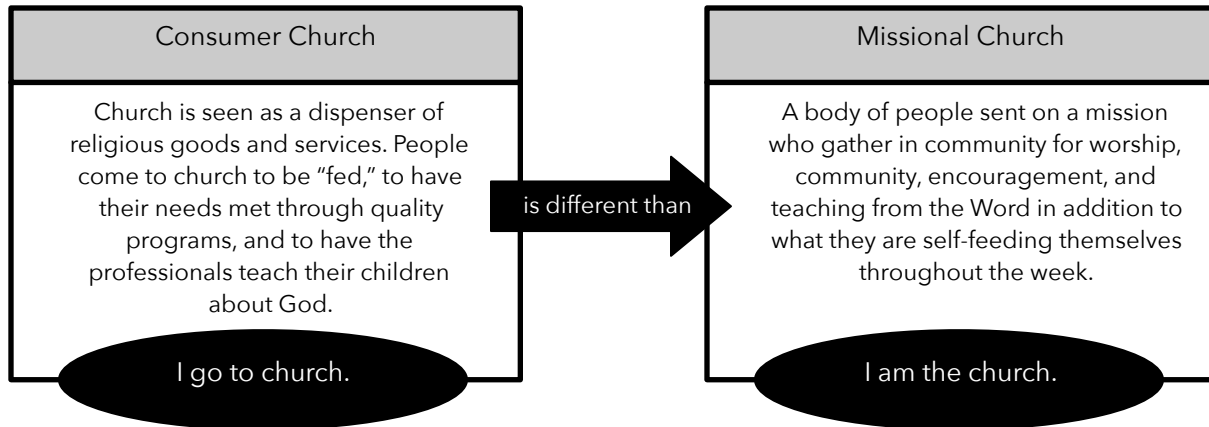 Consumer Church
Church is seen as a dispenser of
religious goods and services. People
come to church to be “fed,” to have
their needs met through quality
programs, and to have the
professionals teach their children
about God.
I go to church.
is different than
Missional Church
A body of people sent on a mission
who gather in community for worship,
community, encouragement, and
teaching from the Word in addition to
what they are self-feeding themselves
throughout the week.
I am the church.